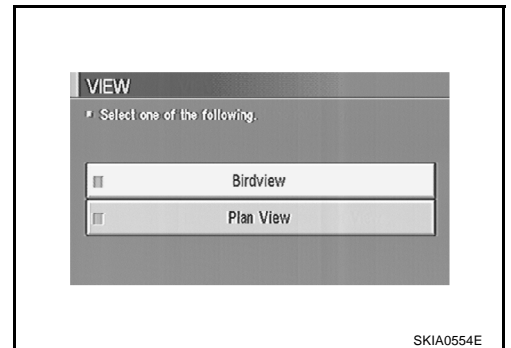 VIEW
Select one of the following.
Birdview
Plan View
SKIA0554E